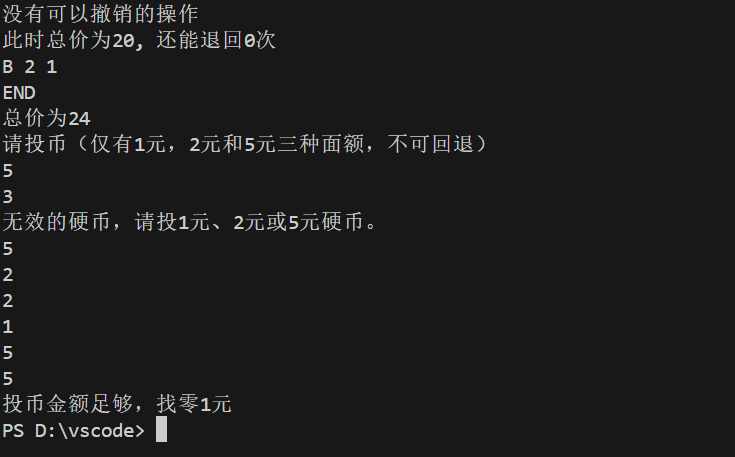 没有可以撤销的操作
此时总价为20, 还能退回0次
B 2 1
END
总价为24
请投币（仅有1元，2元和5元三种面额，不可回退）
5
3
无效的硬币，请投1元、2元或5元硬币。
5
2
2
1
5
5
投币金额足够，找零1元
PS D:\vscode>